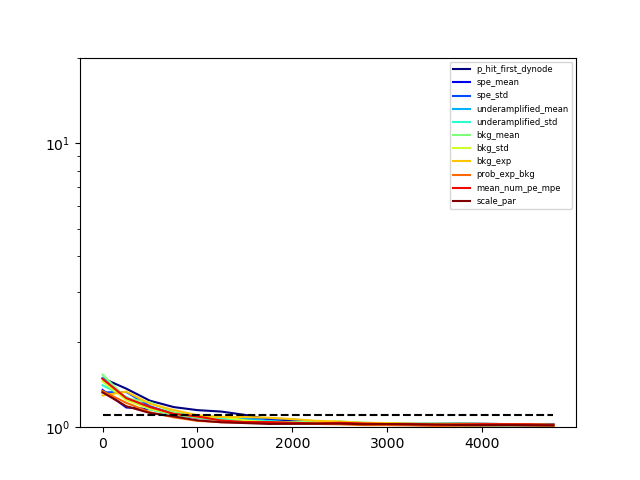 p_hit_first_dynode
spe_mean
spe_std
underamplified_mean
underamplified_std
bkg_mean
bkg_std
bkg_exp
prob_exp_bkg
mean_num_pe_mpe
scale_par
10¹
10⁰
0 1000 2000 3000 4000